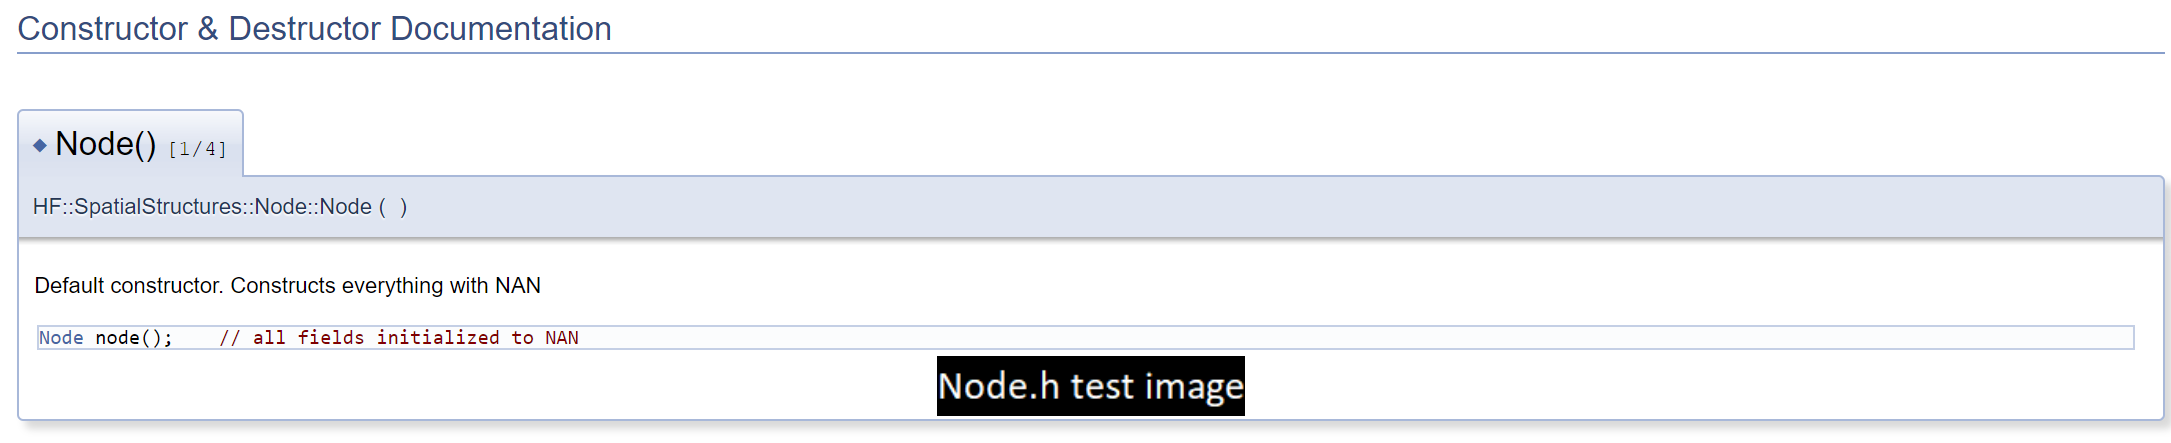 Constructor & Destructor Documentation
◆ Node() [1/4]
HF::SpatialStructures::Node::Node ( )
Default constructor. Constructs everything with NAN
Node node();    // all fields initialized to NAN
Node.h test image